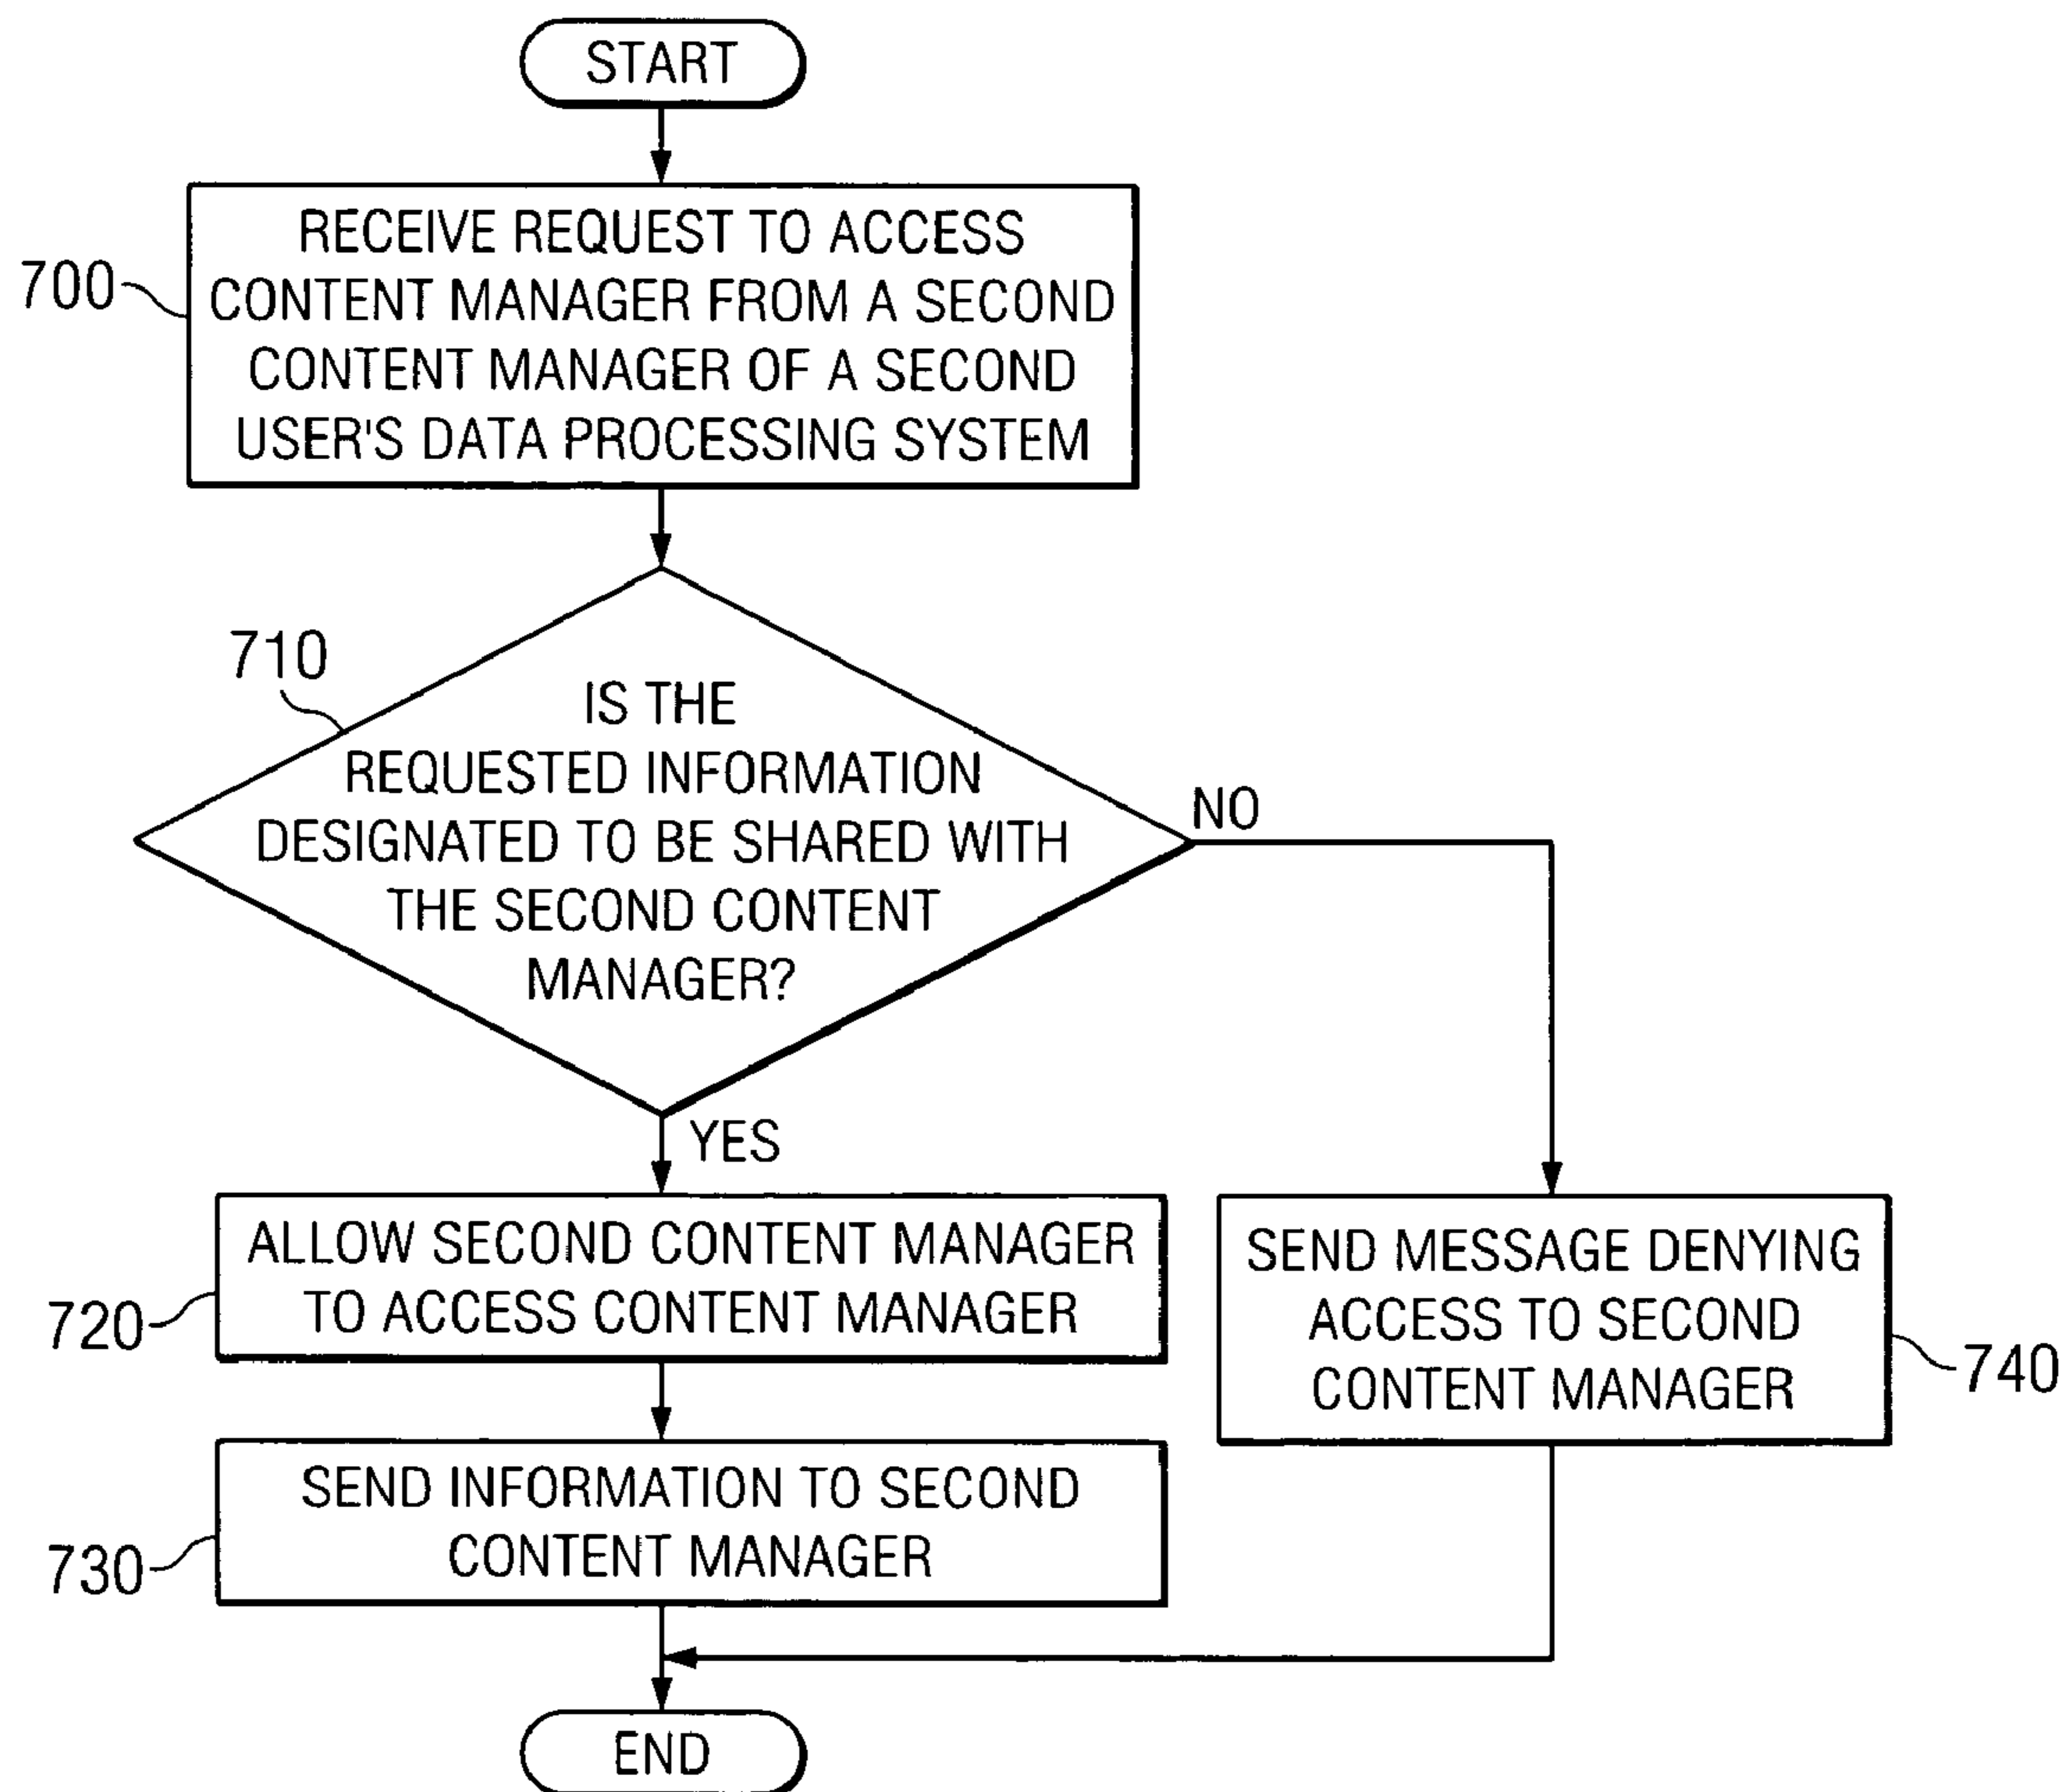 START
700
RECEIVE REQUEST TO ACCESS
CONTENT MANAGER FROM A SECOND
CONTENT MANAGER OF A SECOND
USER'S DATA PROCESSING SYSTEM
710
IS THE
REQUESTED INFORMATION
DESIGNATED TO BE SHARED WITH
THE SECOND CONTENT
MANAGER?
NO
YES
720
ALLOW SECOND CONTENT MANAGER
TO ACCESS CONTENT MANAGER
SEND MESSAGE DENYING
ACCESS TO SECOND
CONTENT MANAGER
740
730
SEND INFORMATION TO SECOND
CONTENT MANAGER
END